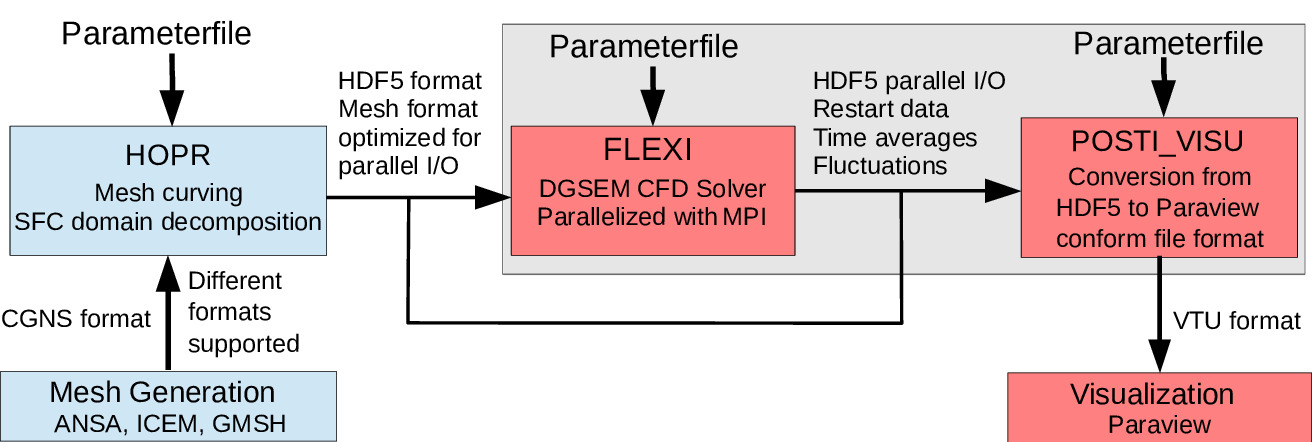 Parameterfile
HOPR
Mesh curving
SFC domain decomposition
CGNS format
Different
formats
supported
Mesh Generation
ANSA, ICEM, GMSH
HDF5 format
Mesh format
optimized for
parallel I/O
Parameterfile
FLEXI
DGSEM CFD Solver
Parallelized with MPI
HDF5 parallel I/O
Restart data
Time averages
Fluctuations
Parameterfile
POSTI_VISU
Conversion from
HDF5 to Paraview
conform file format
VTU format
Visualization
Paraview